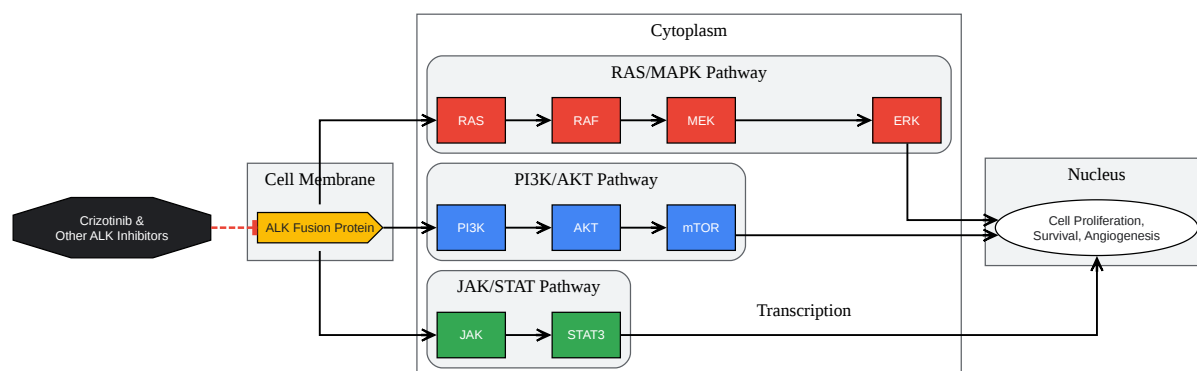 Cytoplasm
RAS/MAPK Pathway
RAS
RAF
MEK
ERK
Cell Membrane
PI3K/AKT Pathway
Nucleus
Crizotinib &
Other ALK Inhibitors
ALK Fusion Protein
PI3K
AKT
mTOR
Cell Proliferation,
Survival, Angiogenesis
JAK/STAT Pathway
Transcription
JAK
STAT3